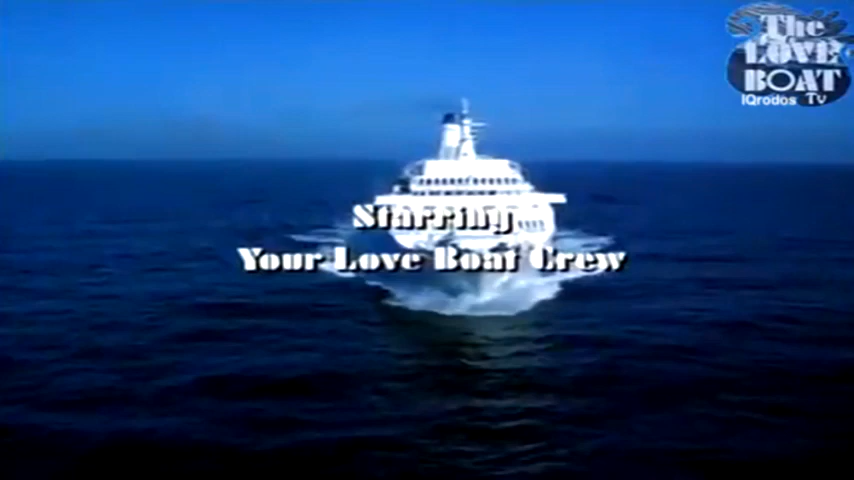 The
LOVE
BOAT
IQrodos Tv
Starring
Your Love Boat Crew